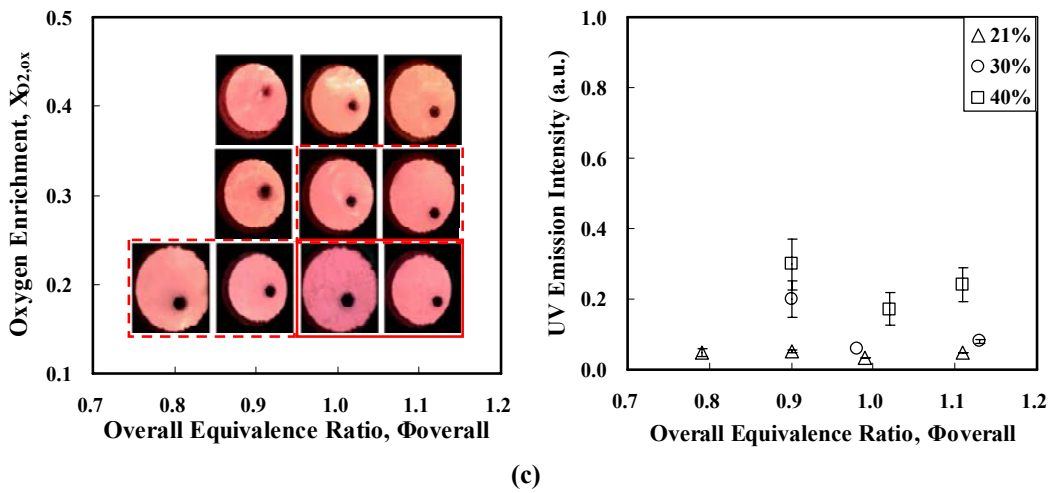 0.5
0.4
0.3
0.2
0.1
0.7 0.8 0.9 1.0 1.1 1.2
Oxygen Enrichment, XO2,ox
Overall Equivalence Ratio, Φoverall
1.0
0.8
0.6
0.4
0.2
0.0
0.7 0.8 0.9 1.0 1.1 1.2
UV Emission Intensity (a.u.)
Overall Equivalence Ratio, Φoverall
21%
30%
40%
(c)